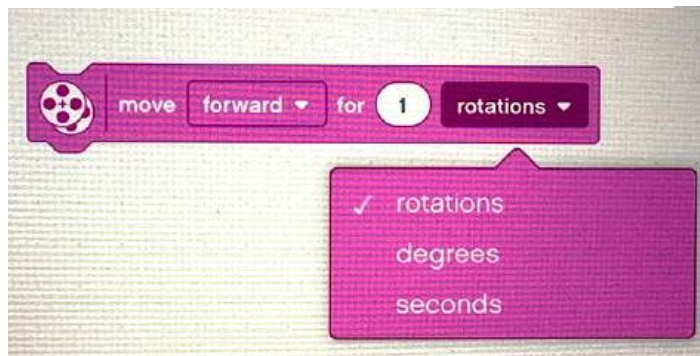 move forward for 1 rotations
rotations
degrees
seconds